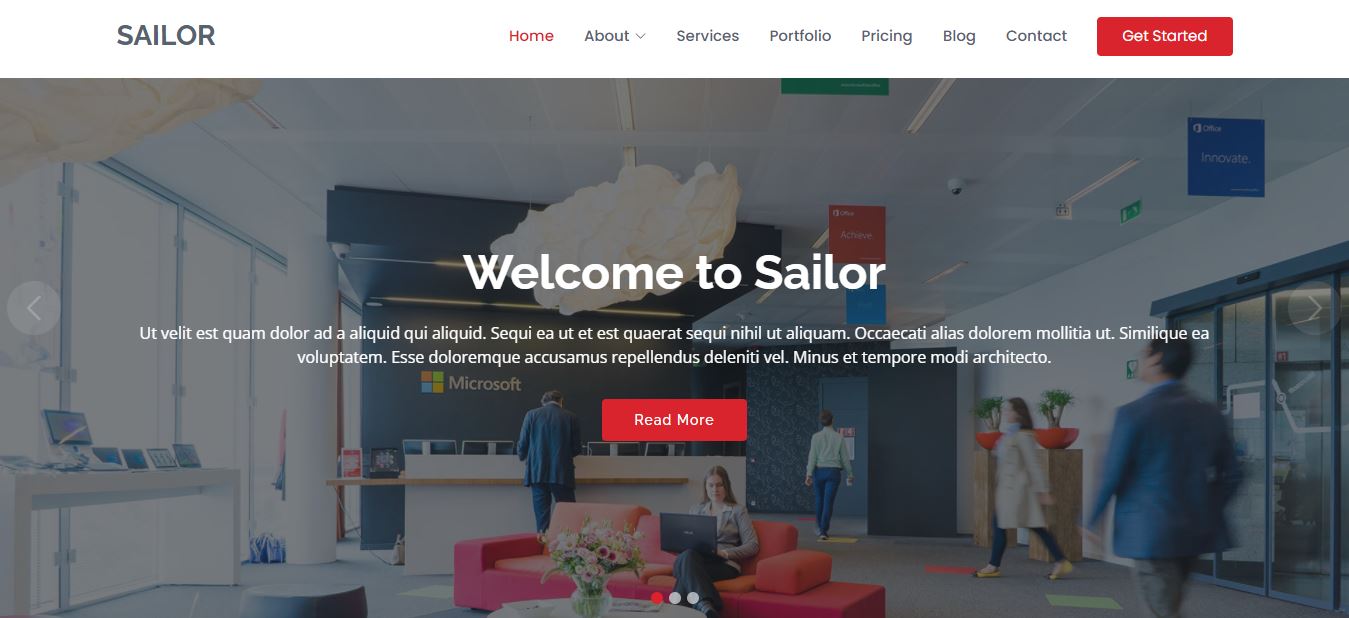 SAILOR
Home About Services Portfolio Pricing Blog Contact Get Started
Office
Innovate.
Office
Achieve.
Welcome to Sailor
Ut velit est quam dolor ad a aliquid qui aliquid. Sequi ea ut et est quaerat sequi nihil ut aliquam. Occaecati alias dolorem mollitia ut. Similique ea
voluptatem. Esse doloremque accusamus repellendus deleniti vel. Minus et tempore modi architecto.
Microsoft
Read More